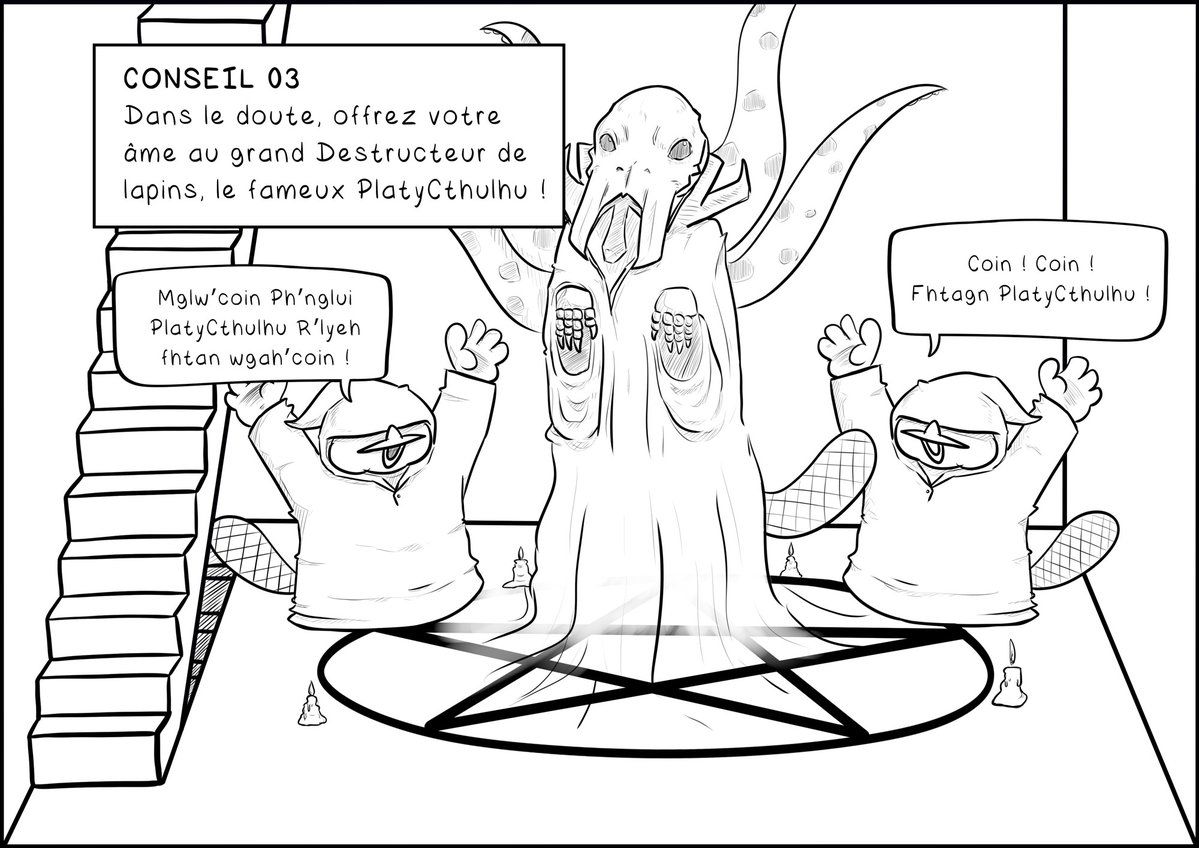 CONSEIL 03
Dans le doute, offrez votre
âme au grand Destructeur de
lapins, le fameux PlatyCthulhu !
Mglw'coin Ph'nglui
PlatyCthulhu R'lyeh
fhtan wgah'coin !
Coin ! Coin !
Fhtagn PlatyCthulhu !